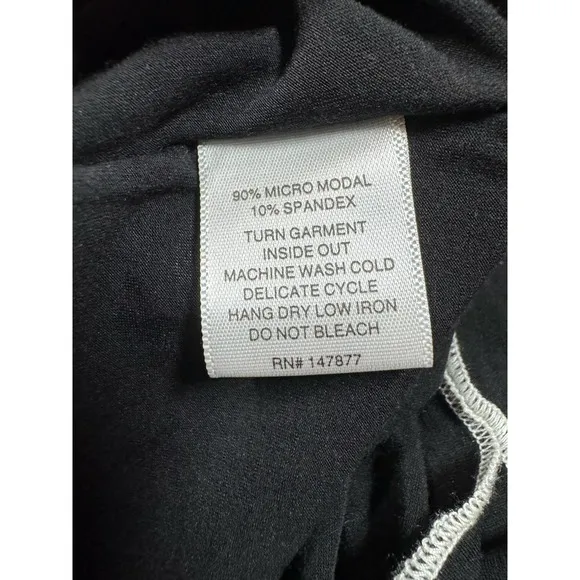 90% MICRO MODAL
10% SPANDEX
TURN GARMENT
INSIDE OUT
MACHINE WASH COLD
DELICATE CYCLE
HANG DRY LOW IRON
DO NOT BLEACH
RN# 147877